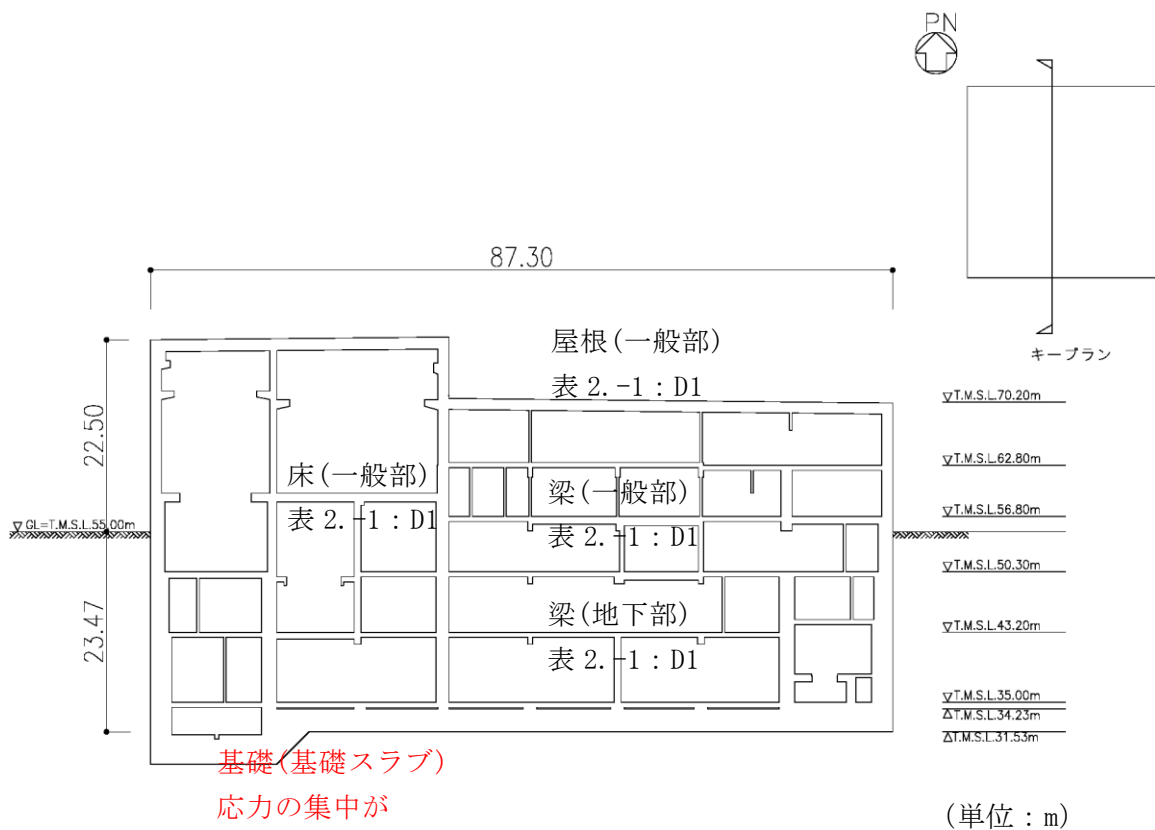 PN
キープラン
87.30
22.50
23.47
屋根(一般部)
表 2.-1：D1
床(一般部)
表 2.-1：D1
梁(一般部)
表 2.-1：D1
梁(地下部)
表 2.-1：D1
▽GL=T.M.S.L.55.00m
▽T.M.S.L.70.20m
▽T.M.S.L.62.80m
▽T.M.S.L.56.80m
▽T.M.S.L.50.30m
▽T.M.S.L.43.20m
▽T.M.S.L.35.00m
△T.M.S.L.34.23m
△T.M.S.L.31.53m
基礎(基礎スラブ)
応力の集中が
(単位：m)